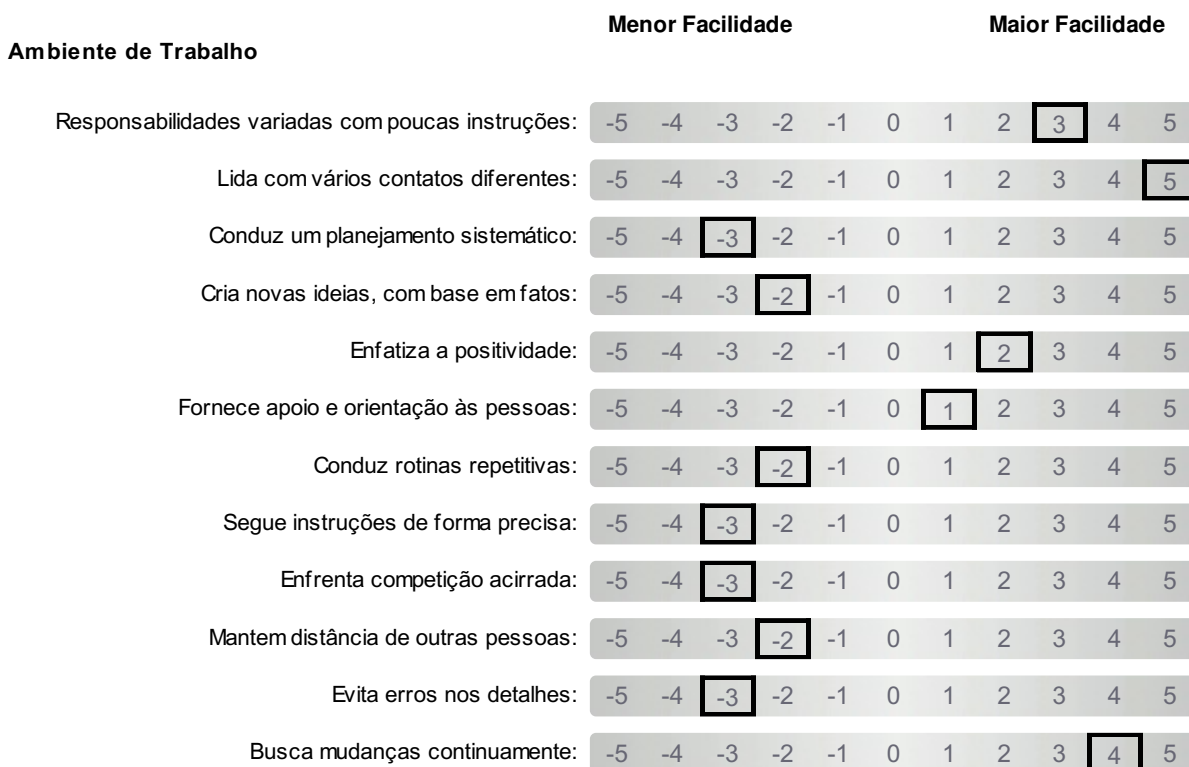 Menor Facilidade Maior Facilidade
Ambiente de Trabalho
Responsabilidades variadas com poucas instruções: -5 -4 -3 -2 -1 0 1 2 3 4 5
Lida com vários contatos diferentes: -5 -4 -3 -2 -1 0 1 2 3 4 5
Conduz um planejamento sistemático: -5 -4 -3 -2 -1 0 1 2 3 4 5
Cria novas ideias, com base em fatos: -5 -4 -3 -2 -1 0 1 2 3 4 5
Enfatiza a positividade: -5 -4 -3 -2 -1 0 1 2 3 4 5
Fornece apoio e orientação às pessoas: -5 -4 -3 -2 -1 0 1 2 3 4 5
Conduz rotinas repetitivas: -5 -4 -3 -2 -1 0 1 2 3 4 5
Segue instruções de forma precisa: -5 -4 -3 -2 -1 0 1 2 3 4 5
Enfrenta competição acirrada: -5 -4 -3 -2 -1 0 1 2 3 4 5
Mantem distância de outras pessoas: -5 -4 -3 -2 -1 0 1 2 3 4 5
Evita erros nos detalhes: -5 -4 -3 -2 -1 0 1 2 3 4 5
Busca mudanças continuamente: -5 -4 -3 -2 -1 0 1 2 3 4 5